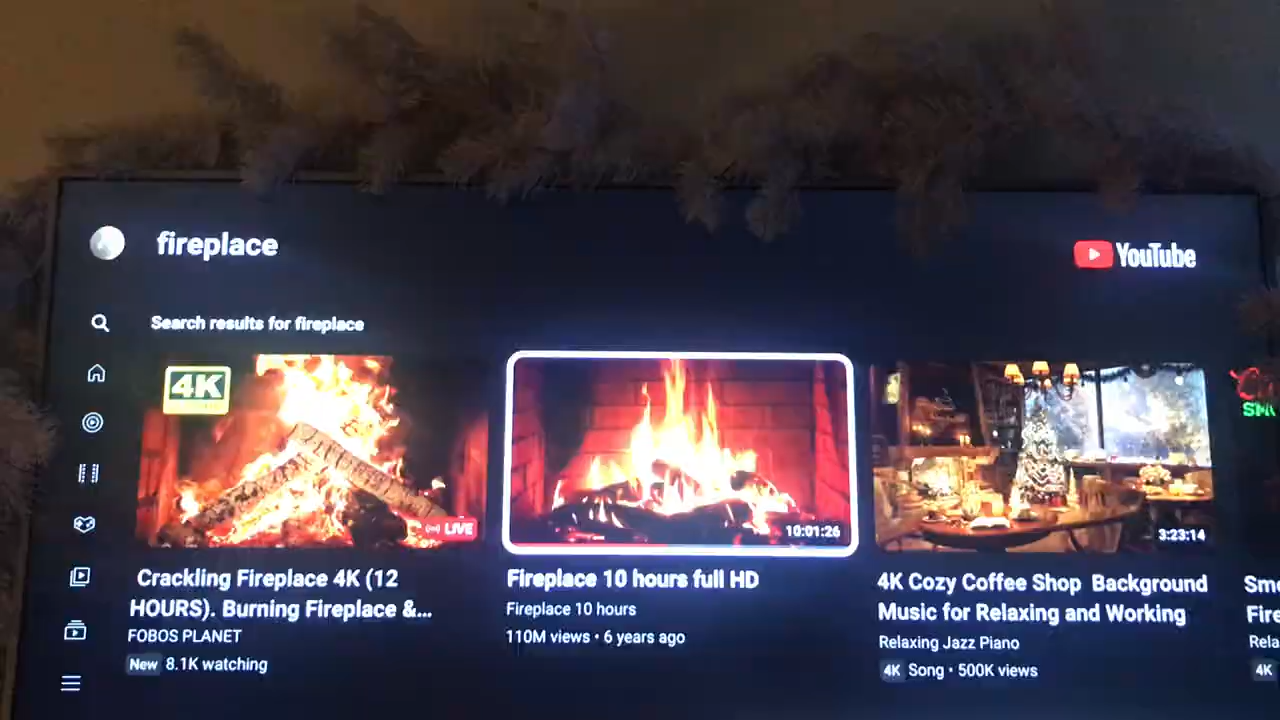 fireplace
YouTube
Search results for fireplace
4K
LIVE
Crackling Fireplace 4K (12
HOURS). Burning Fireplace &...
FOBOS PLANET
New 8.1K watching
10:01:26
Fireplace 10 hours full HD
Fireplace 10 hours
110M views • 6 years ago
3:23:14
4K Cozy Coffee Shop Background
Music for Relaxing and Working
Relaxing Jazz Piano
4K Song • 500K views
4K